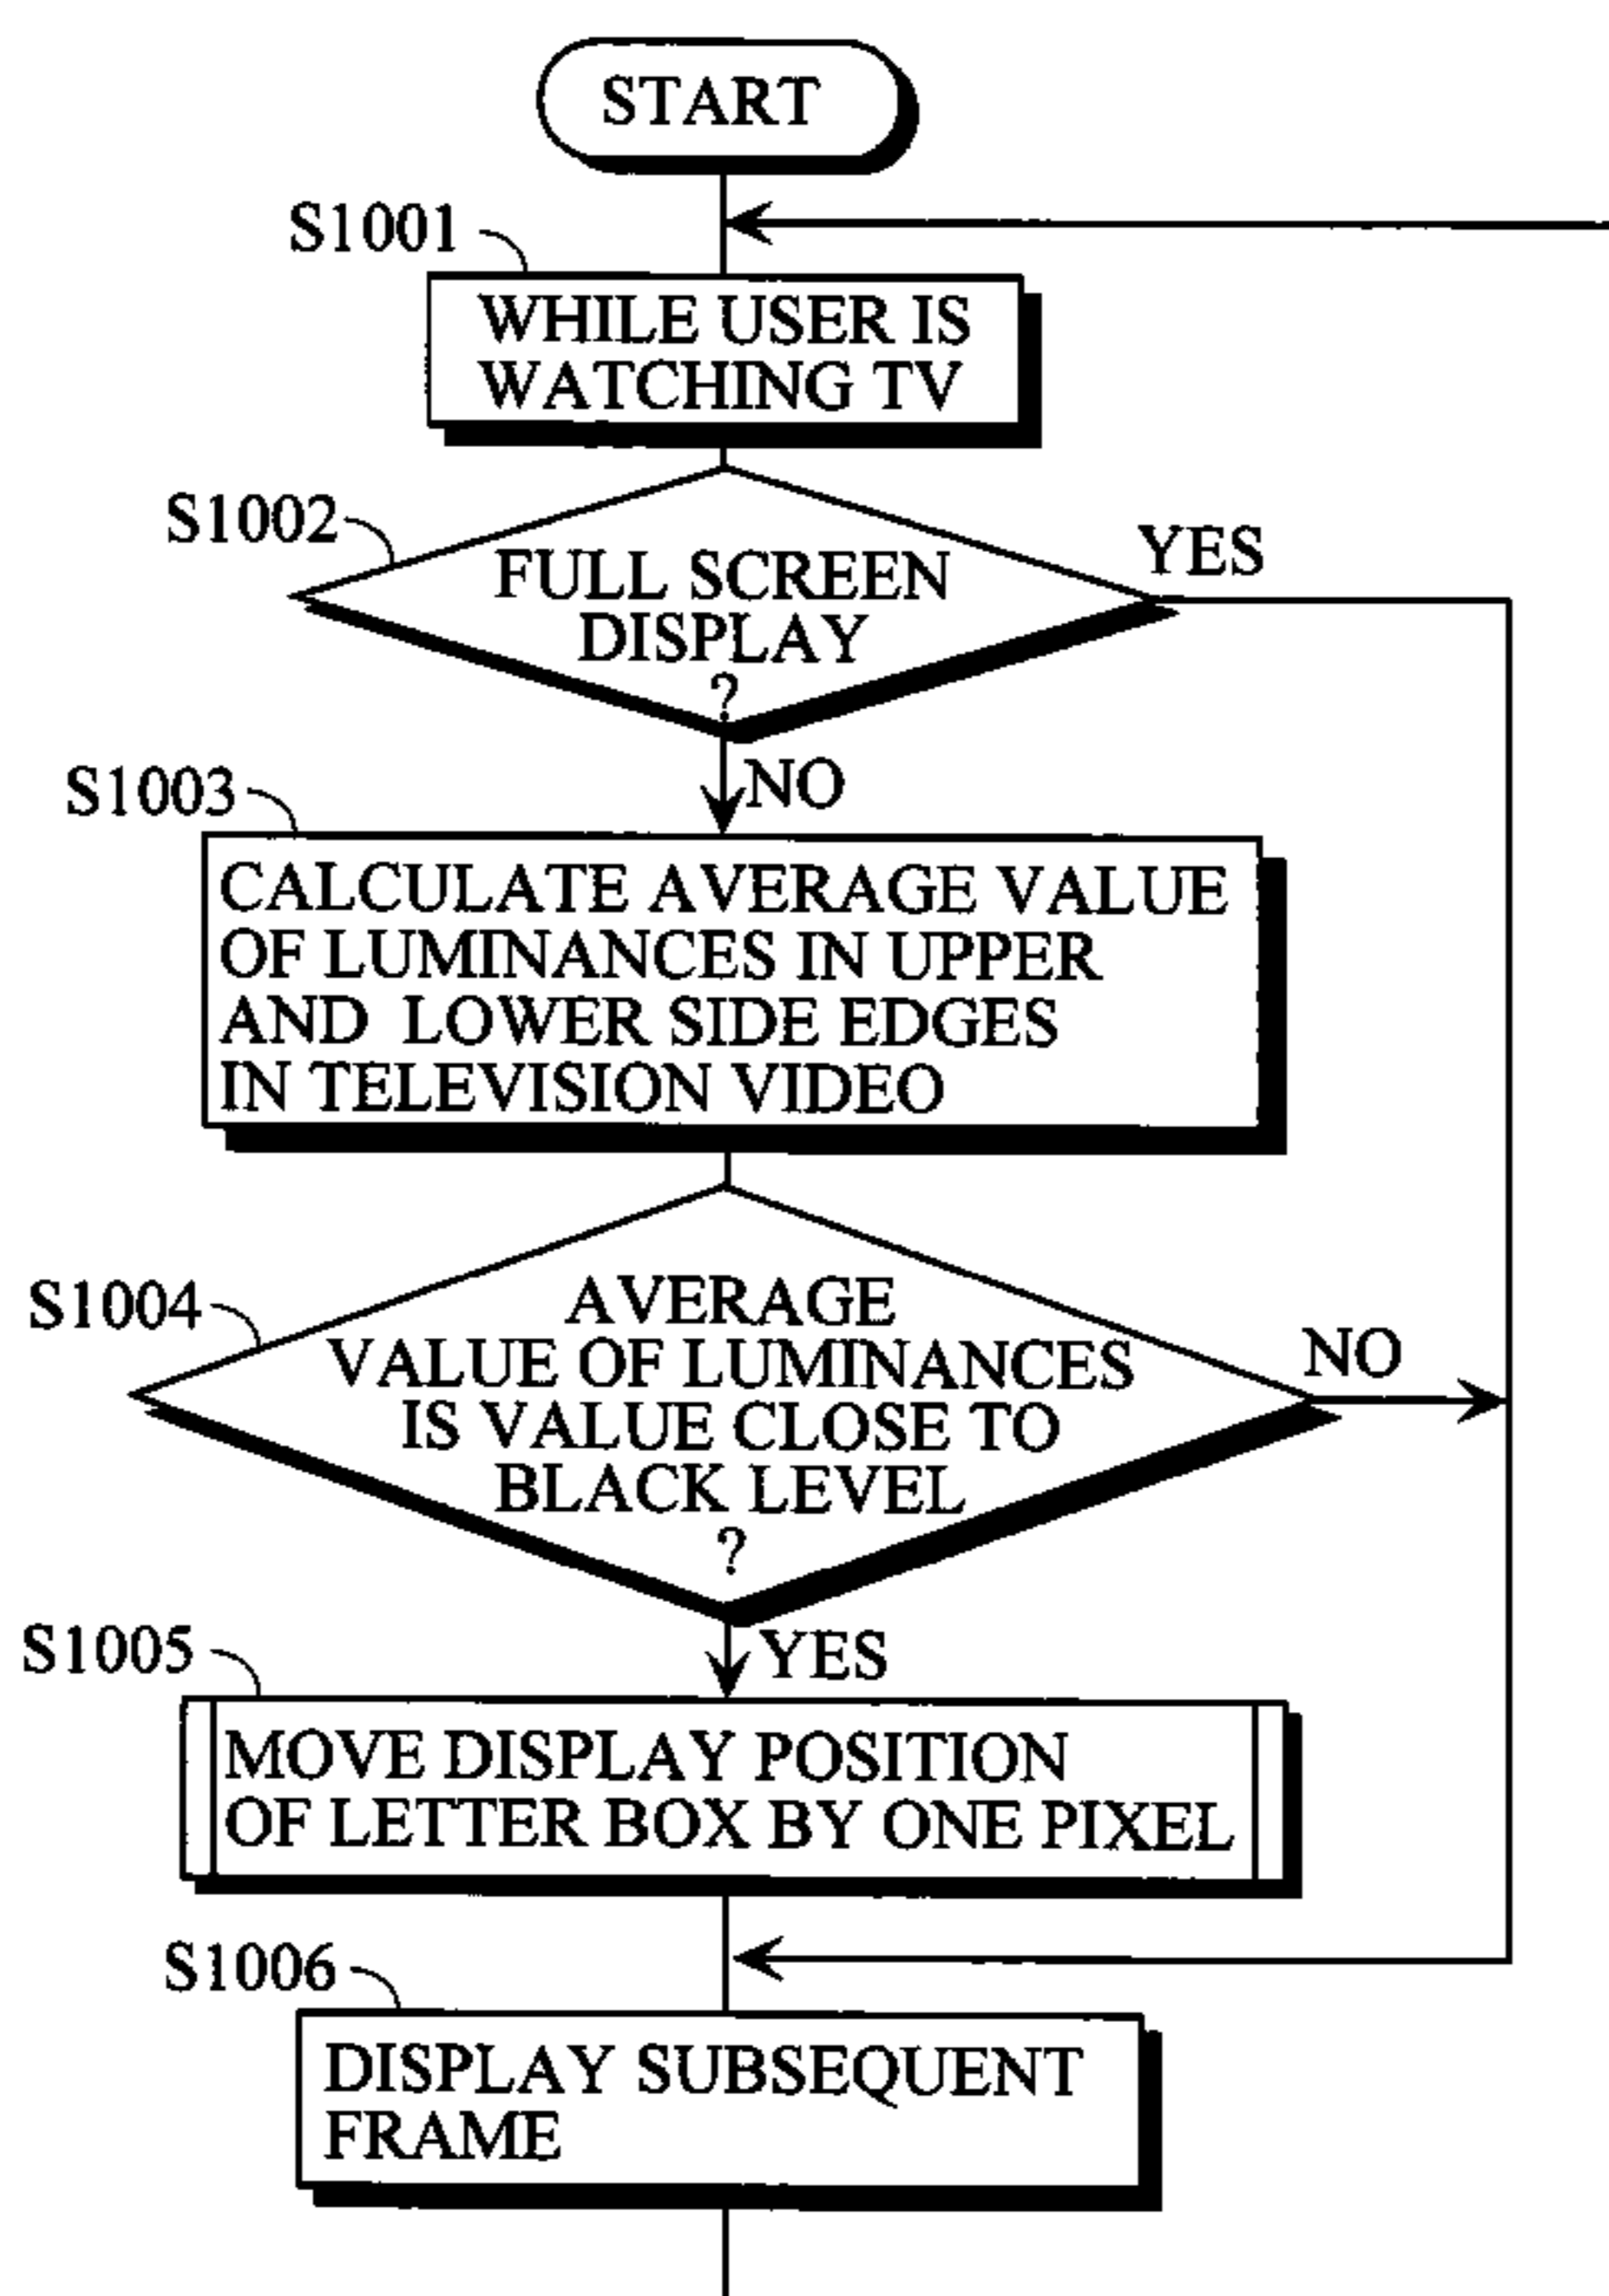 START
S1001
WHILE USER IS
WATCHING TV
S1002
FULL SCREEN
DISPLAY
?
YES
NO
S1003
CALCULATE AVERAGE VALUE
OF LUMINANCES IN UPPER
AND LOWER SIDE EDGES
IN TELEVISION VIDEO
S1004
AVERAGE
VALUE OF LUMINANCES
IS VALUE CLOSE TO
BLACK LEVEL
?
NO
YES
S1005
MOVE DISPLAY POSITION
OF LETTER BOX BY ONE PIXEL
S1006
DISPLAY SUBSEQUENT
FRAME